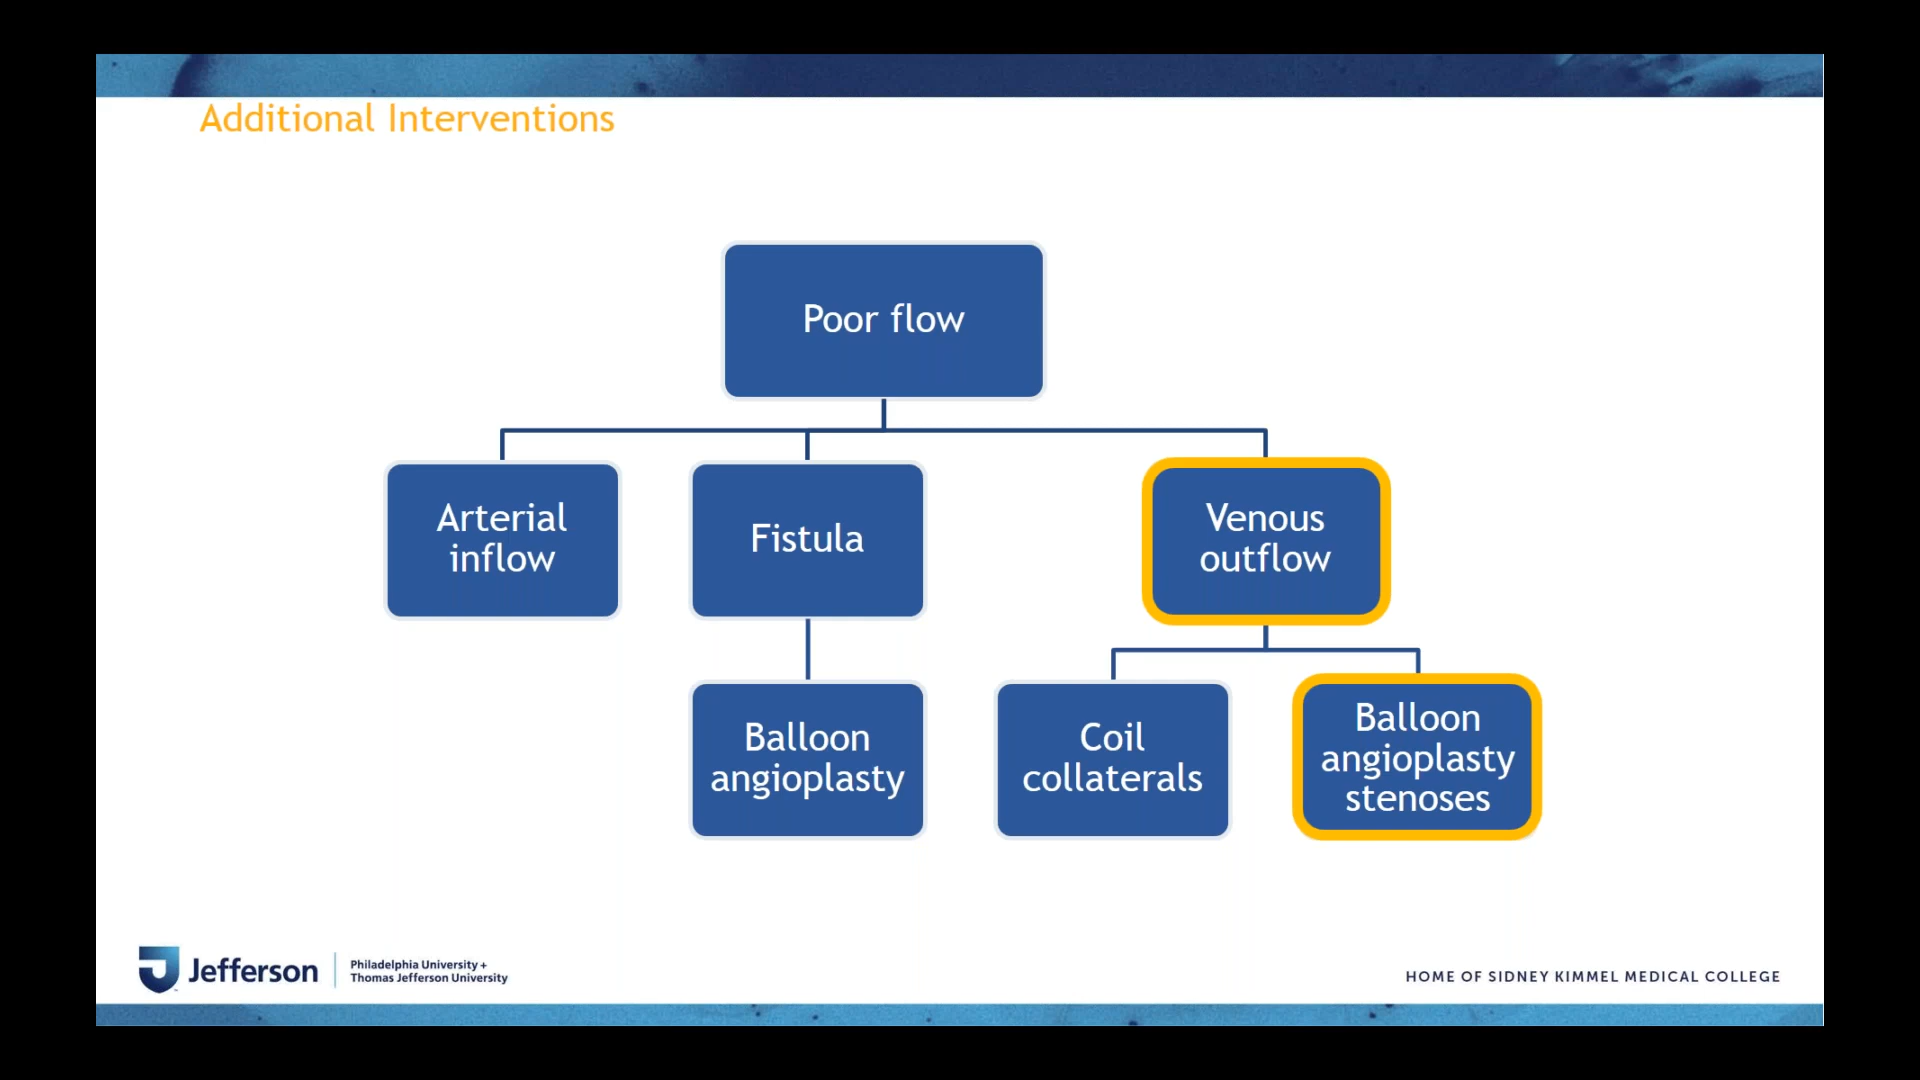 Additional Interventions
Poor flow
Arterial
inflow
Fistula
Venous
outflow
Balloon
angioplasty
Coil
collaterals
Balloon
angioplasty
stenoses
Jefferson
Philadelphia University +
Thomas Jefferson University
HOME OF SIDNEY KIMMEL MEDICAL COLLEGE